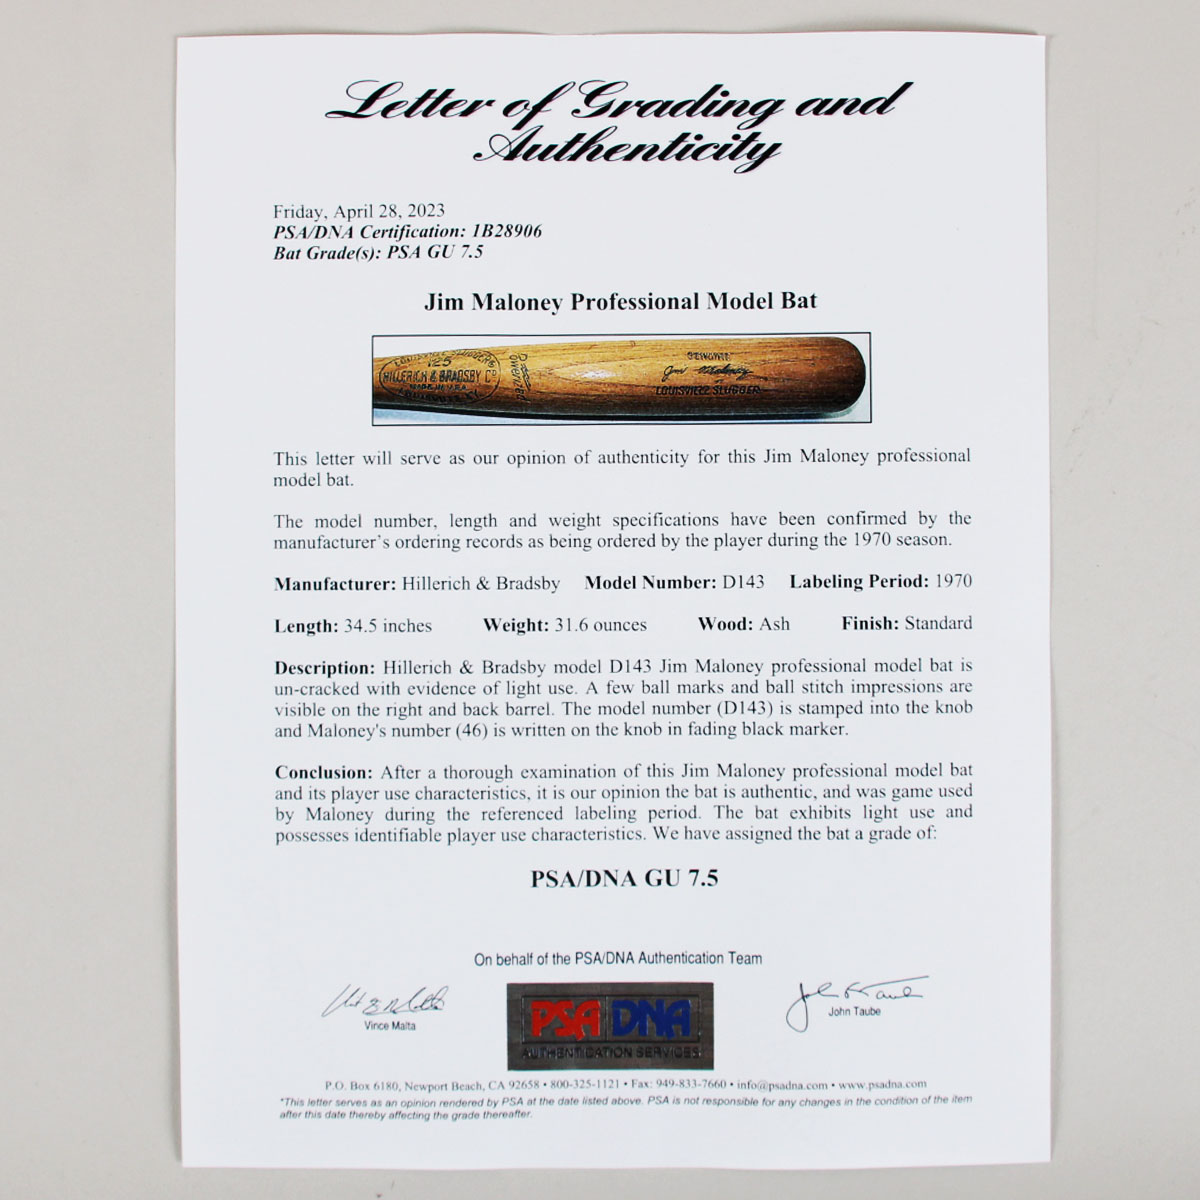 Letter of Grading and
Authenticity
Friday, April 28, 2023
PSA/DNA Certification: 1B28906
Bat Grade(s): PSA GU 7.5
Jim Maloney Professional Model Bat
125
HILLERICH & BRADSBY Co
GENUINE
Jim Maloney
LOUISVILLE SLUGGER
This letter will serve as our opinion of authenticity for this Jim Maloney professional
model bat.
The model number, length and weight specifications have been confirmed by the
manufacturer's ordering records as being ordered by the player during the 1970 season.
Manufacturer: Hillerich & Bradsby Model Number: D143 Labeling Period: 1970
Length: 34.5 inches Weight: 31.6 ounces Wood: Ash Finish: Standard
Description: Hillerich & Bradsby model D143 Jim Maloney professional model bat is
un-cracked with evidence of light use. A few ball marks and ball stitch impressions are
visible on the right and back barrel. The model number (D143) is stamped into the knob
and Maloney's number (46) is written on the knob in fading black marker.
Conclusion: After a thorough examination of this Jim Maloney professional model bat
and its player use characteristics, it is our opinion the bat is authentic, and was game used
by Maloney during the referenced labeling period. The bat exhibits light use and
possesses identifiable player use characteristics. We have assigned the bat a grade of:
PSA/DNA GU 7.5
On behalf of the PSA/DNA Authentication Team
Vince Malta
PSA DNA
AUTHENTICATION SERVICES
John Taube
P.O. Box 6180, Newport Beach, CA 92658 • 800-325-1121 • Fax: 949-833-7660 • info@psadna.com • www.psadna.com
*This letter serves as an opinion rendered by PSA at the date listed above. PSA is not responsible for any changes in the condition of the item
after this date thereby affecting the grade thereafter.